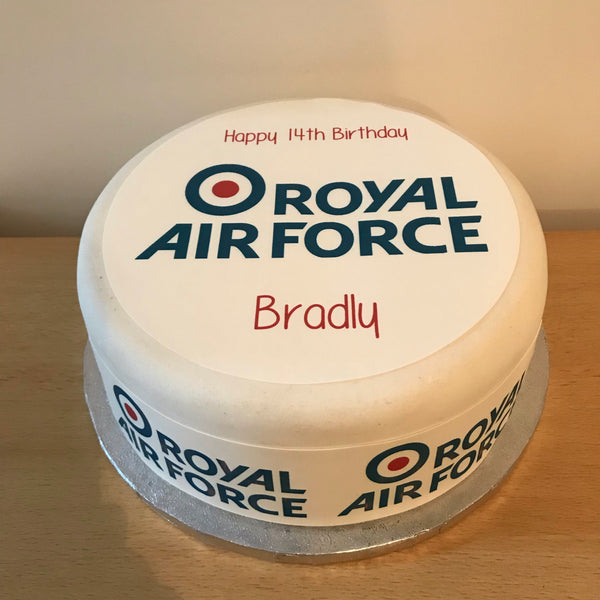 Happy 14th Birthday
ROYAL
AIR FORCE
Bradly
ROYAL
AIR FORCE
ROYAL
AIR FORCE